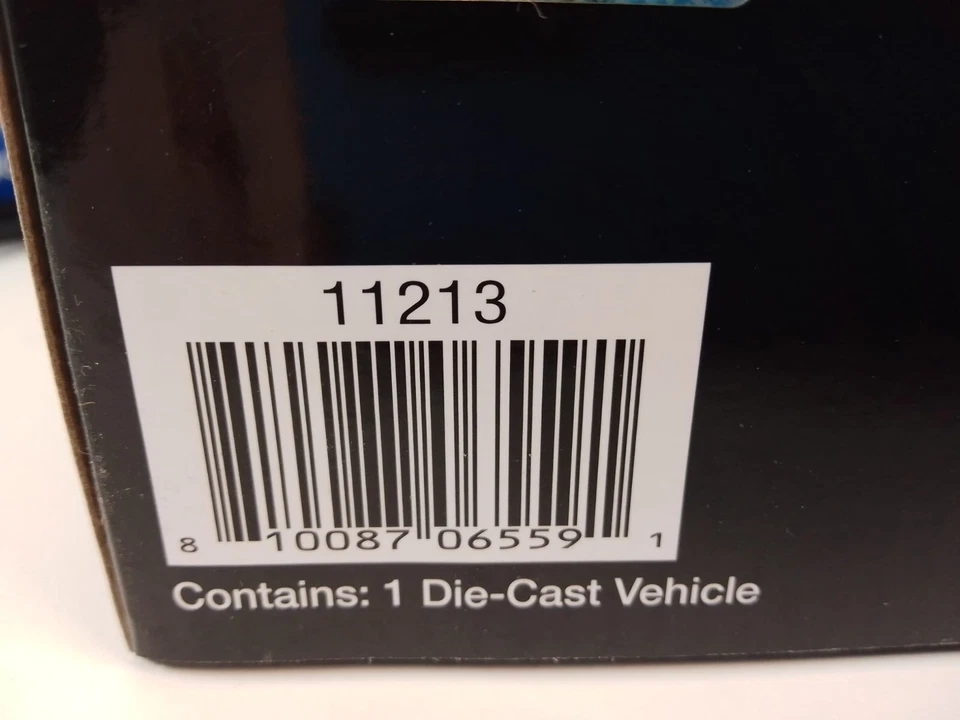 11213
8 10087 06559 1
Contains: 1 Die-Cast Vehicle